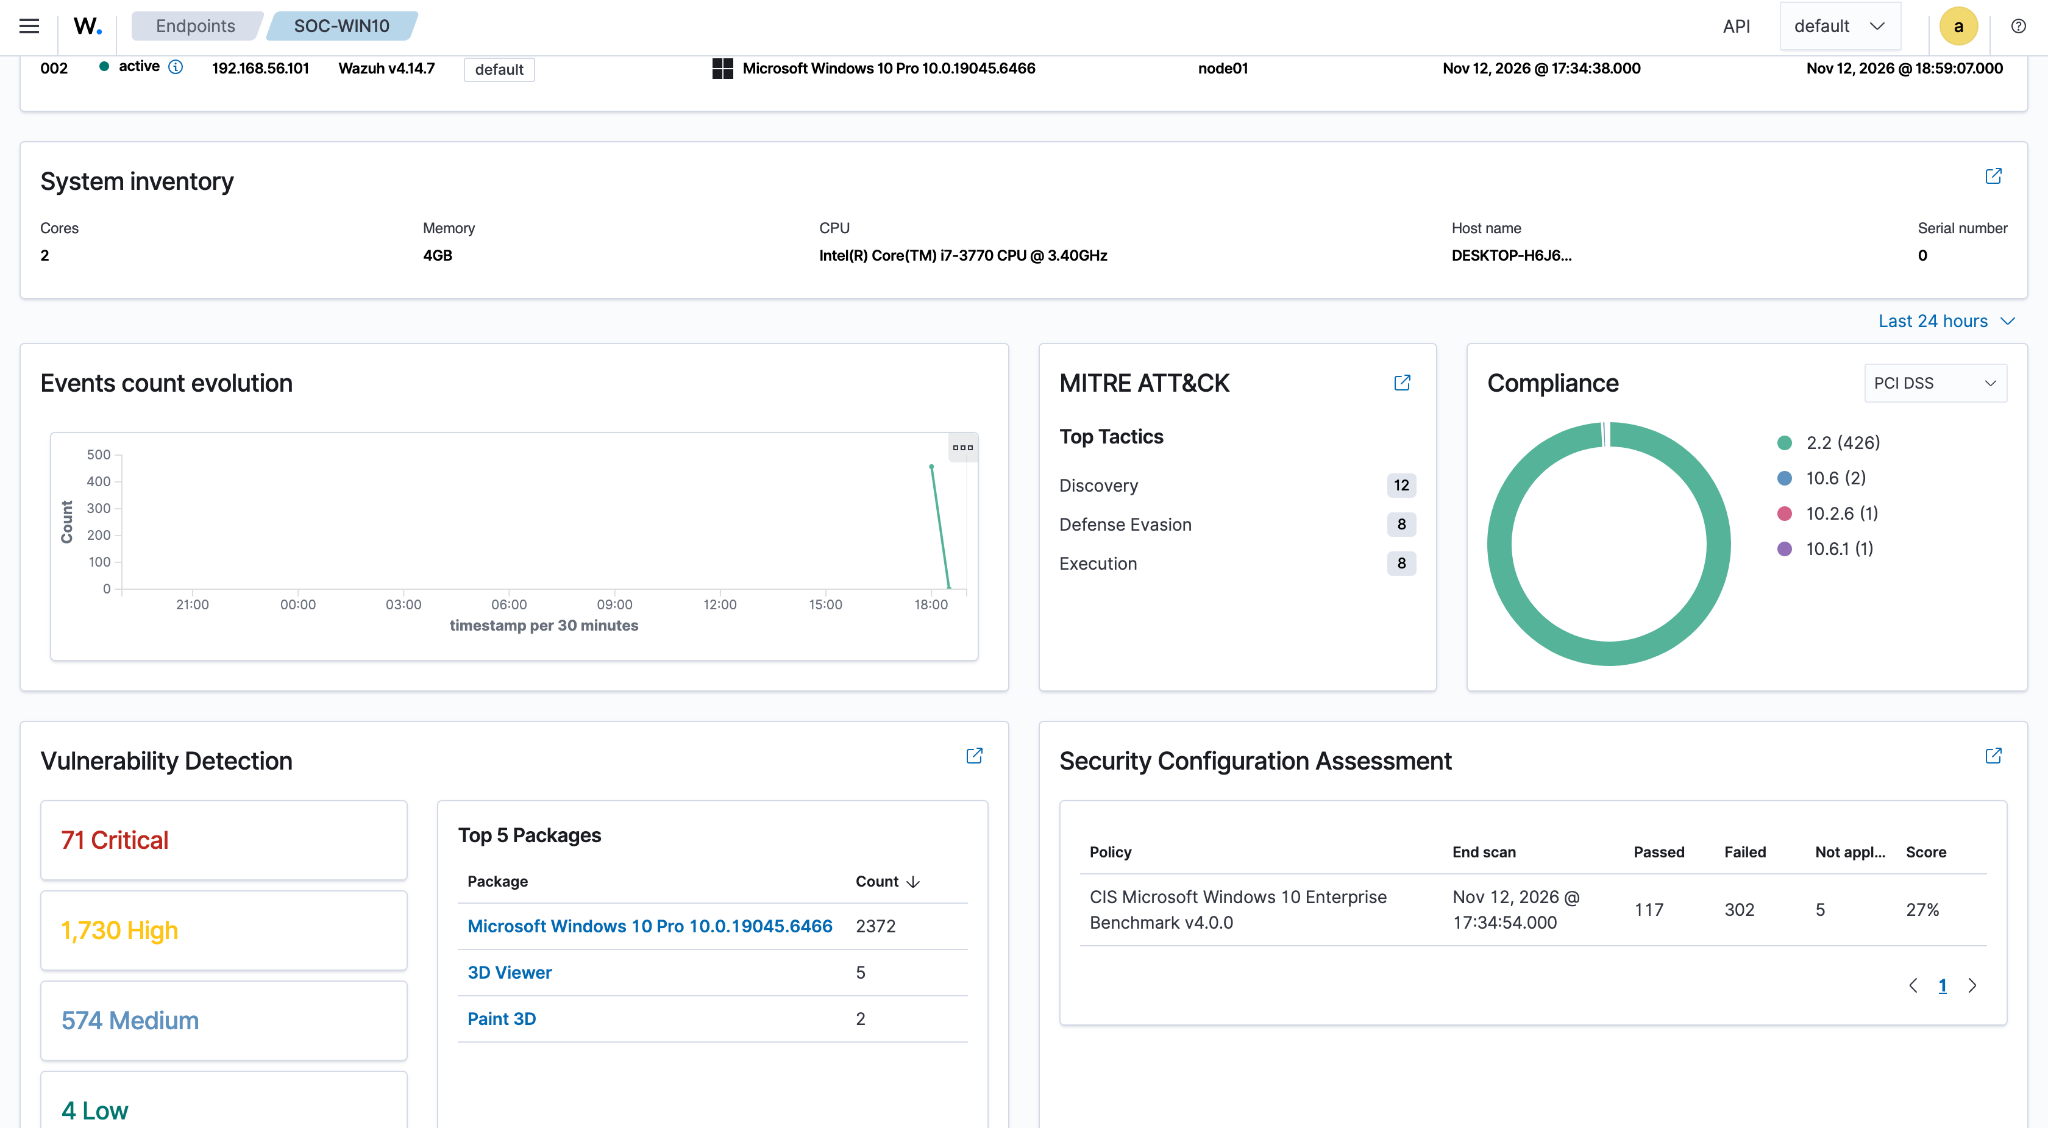 W.
Endpoints
SOC-WIN10
API
default
a
002
active
192.168.56.101
Wazuh v4.14.7
default
Microsoft Windows 10 Pro 10.0.19045.6466
node01
Nov 12, 2026 @ 17:34:38.000
Nov 12, 2026 @ 18:59:07.000
System inventory
Cores
Memory
CPU
Host name
Serial number
2
4GB
Intel(R) Core(TM) i7-3770 CPU @ 3.40GHz
DESKTOP-H6J6...
0
Last 24 hours
Events count evolution
500
400
300
200
100
0
Count
21:00
00:00
03:00
06:00
09:00
12:00
15:00
18:00
timestamp per 30 minutes
MITRE ATT&CK
Top Tactics
Discovery
12
Defense Evasion
8
Execution
8
Compliance
PCI DSS
2.2 (426)
10.6 (2)
10.2.6 (1)
10.6.1 (1)
Vulnerability Detection
71 Critical
1,730 High
574 Medium
4 Low
Top 5 Packages
Package
Count
Microsoft Windows 10 Pro 10.0.19045.6466
2372
3D Viewer
5
Paint 3D
2
Security Configuration Assessment
Policy
End scan
Passed
Failed
Not appl...
Score
CIS Microsoft Windows 10 Enterprise
Benchmark v4.0.0
Nov 12, 2026 @
17:34:54.000
117
302
5
27%
1